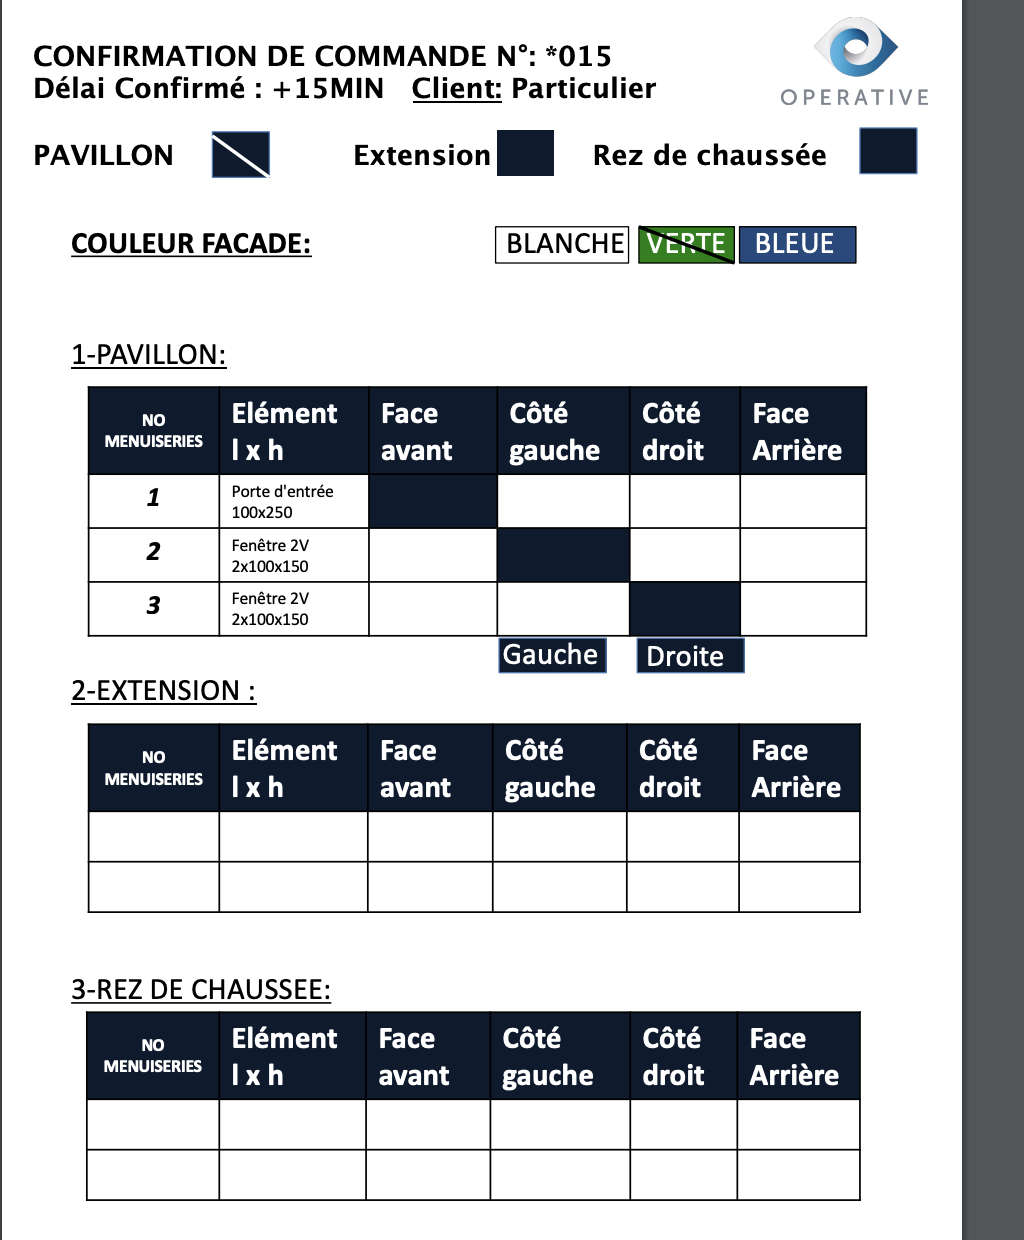 CONFIRMATION DE COMMANDE N°: *015
Délai Confirmé : +15MIN Client: Particulier
OPERATIVE
PAVILLON Extension Rez de chaussée
COULEUR FACADE: BLANCHE VERTE BLEUE
1-PAVILLON:
NO MENUISERIES Elément l x h Face avant Côté gauche Côté droit Face Arrière
1 Porte d'entrée 100x250
2 Fenêtre 2V 2x100x150
3 Fenêtre 2V 2x100x150
Gauche Droite
2-EXTENSION :
NO MENUISERIES Elément l x h Face avant Côté gauche Côté droit Face Arrière
3-REZ DE CHAUSSEE:
NO MENUISERIES Elément l x h Face avant Côté gauche Côté droit Face Arrière